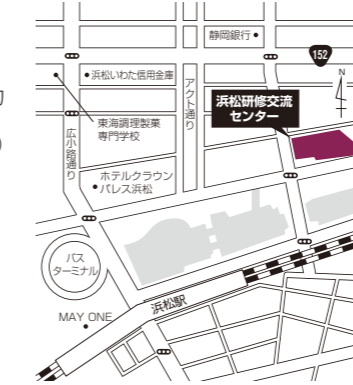 静岡銀行
152
浜松いわた信用金庫
アクト通り
浜松研修交流
センター
N
東海調理製菓
専門学校
広小路通り
ホテルクラウン
パレス浜松
バス
ターミナル
浜松駅
MAY ONE